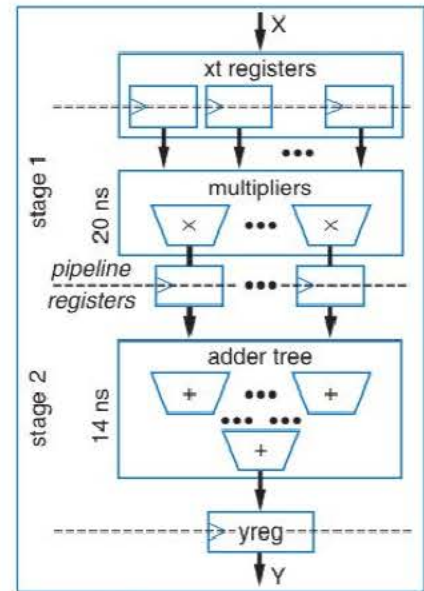 X
xt registers
stage 1
20 ns
multipliers
× ••• ×
pipeline
registers
stage 2
14 ns
adder tree
+ ••• +
+
yreg
Y